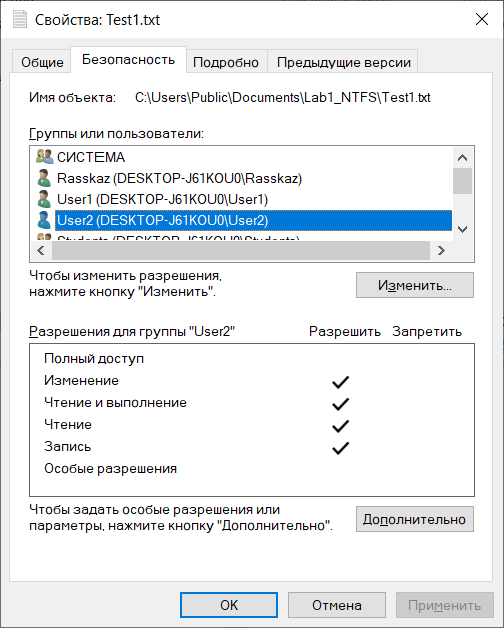 Свойства: Test1.txt
Общие Безопасность Подробно Предыдущие версии
Имя объекта: C:\Users\Public\Documents\Lab1_NTFS\Test1.txt
Группы или пользователи:
СИСТЕМА
Rasskaz (DESKTOP-J61KOU0\Rasskaz)
User1 (DESKTOP-J61KOU0\User1)
User2 (DESKTOP-J61KOU0\User2)
Students (DESKTOP-J61KOU0\Students)
Чтобы изменить разрешения,
нажмите кнопку "Изменить".
Изменить...
Разрешения для группы "User2" Разрешить Запретить
Полный доступ
Изменение
Чтение и выполнение
Чтение
Запись
Особые разрешения
Чтобы задать особые разрешения или
параметры, нажмите кнопку "Дополнительно".
Дополнительно
OK Отмена Применить